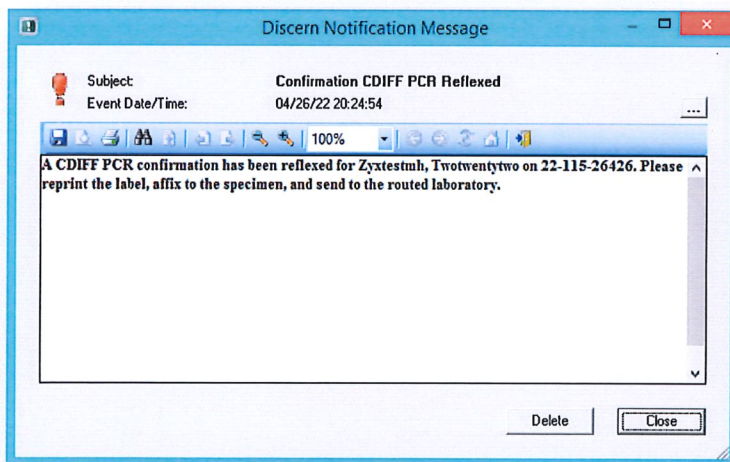 Discern Notification Message
Subject: Confirmation CDIFF PCR Reflexed
Event Date/Time: 04/26/22 20:24:54
...
100%
A CDIFF PCR confirmation has been reflexed for Zyxtestmh, Twotwentytwo on 22-115-26426. Please
reprint the label, affix to the specimen, and send to the routed laboratory.
Delete Close